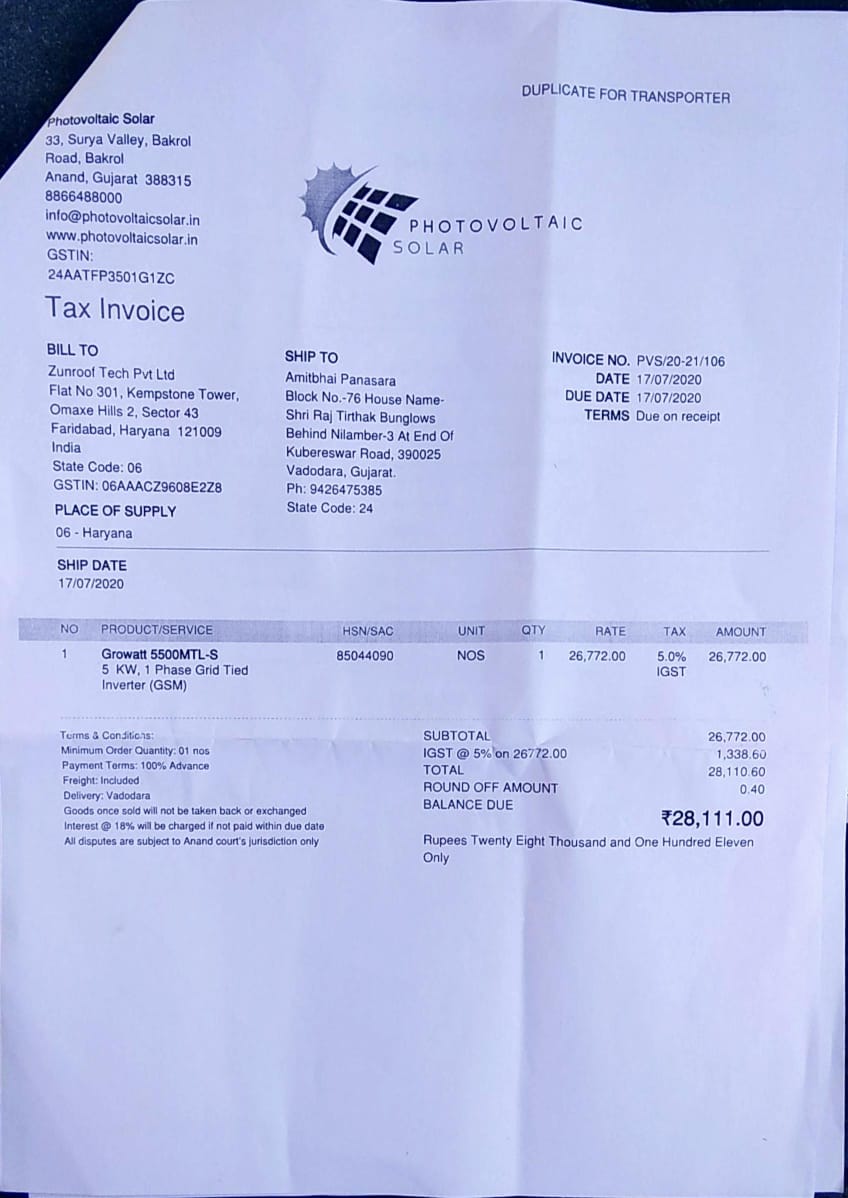 DUPLICATE FOR TRANSPORTER
Photovoltaic Solar
33, Surya Valley, Bakrol
Road, Bakrol
Anand, Gujarat 388315
8866488000
info@photovoltaicsolar.in
www.photovoltaicsolar.in
GSTIN:
24AATFP3501G1ZC
PHOTOVOLTAIC
SOLAR
Tax Invoice
BILL TO
Zunroof Tech Pvt Ltd
Flat No 301, Kempstone Tower,
Omaxe Hills 2, Sector 43
Faridabad, Haryana 121009
India
State Code: 06
GSTIN: 06AAACZ9608E2Z8
SHIP TO
Amitbhai Panasara
Block No.-76 House Name-
Shri Raj Tirthak Bunglows
Behind Nilamber-3 At End Of
Kubereswar Road, 390025
Vadodara, Gujarat.
Ph: 9426475385
State Code: 24
INVOICE NO. PVS/20-21/106
DATE 17/07/2020
DUE DATE 17/07/2020
TERMS Due on receipt
PLACE OF SUPPLY
06 - Haryana
SHIP DATE
17/07/2020
NO PRODUCT/SERVICE HSN/SAC UNIT QTY RATE TAX AMOUNT
1 Growatt 5500MTL-S 85044090 NOS 1 26,772.00 5.0% 26,772.00
5 KW, 1 Phase Grid Tied IGST
Inverter (GSM)
Terms & Conditions:
Minimum Order Quantity: 01 nos
Payment Terms: 100% Advance
Freight: Included
Delivery: Vadodara
Goods once sold will not be taken back or exchanged
Interest @ 18% will be charged if not paid within due date
All disputes are subject to Anand court's jurisdiction only
SUBTOTAL 26,772.00
IGST @ 5% on 26772.00 1,338.60
TOTAL 28,110.60
ROUND OFF AMOUNT 0.40
BALANCE DUE ₹28,111.00
Rupees Twenty Eight Thousand and One Hundred Eleven
Only